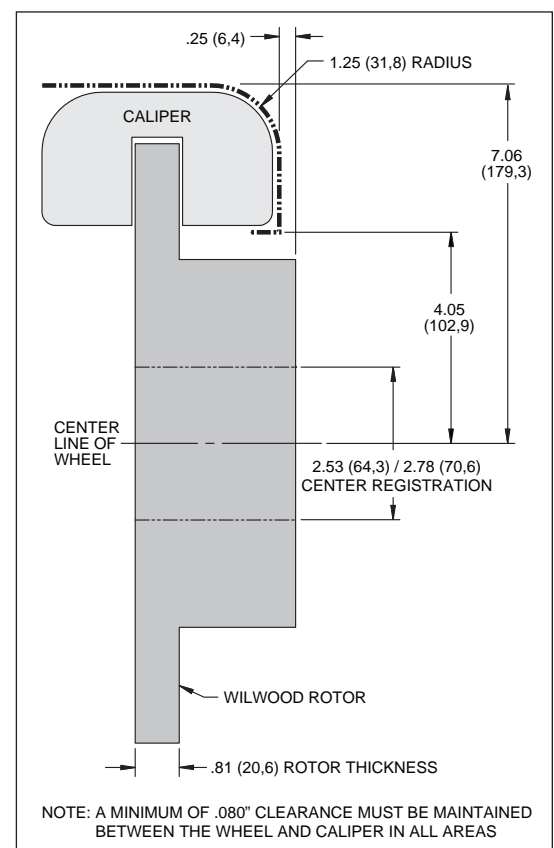 .25 (6,4)
1.25 (31,8) RADIUS
CALIPER
7.06
(179,3)
4.05
(102,9)
CENTER
LINE OF
WHEEL
2.53 (64,3) / 2.78 (70,6)
CENTER REGISTRATION
WILWOOD ROTOR
.81 (20,6) ROTOR THICKNESS
NOTE: A MINIMUM OF .080" CLEARANCE MUST BE MAINTAINED
BETWEEN THE WHEEL AND CALIPER IN ALL AREAS